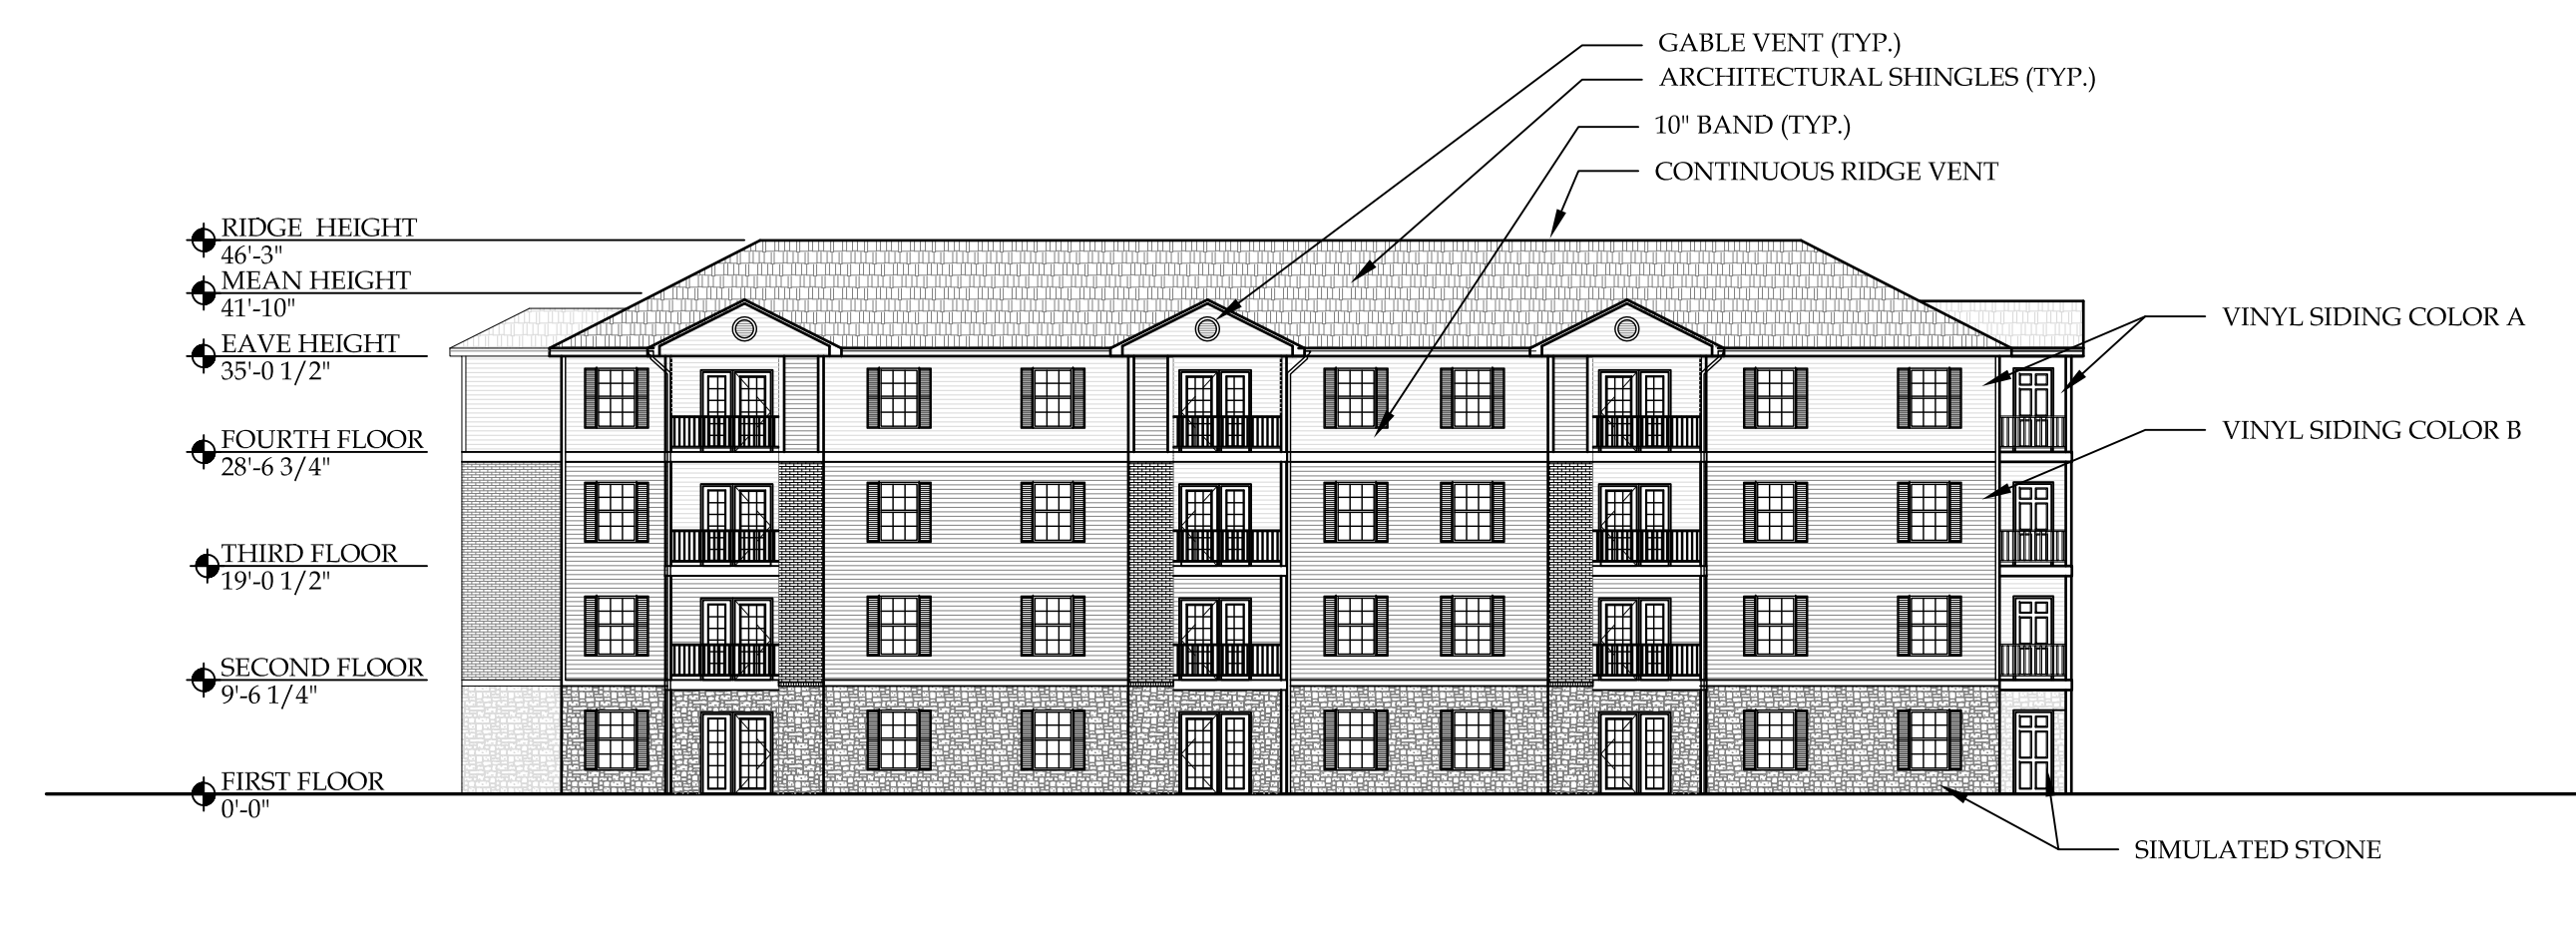 GABLE VENT (TYP.)
ARCHITECTURAL SHINGLES (TYP.)
10" BAND (TYP.)
CONTINUOUS RIDGE VENT
RIDGE HEIGHT
46'-3"
MEAN HEIGHT
41'-10"
EAVE HEIGHT
35'-0 1/2"
FOURTH FLOOR
28'-6 3/4"
THIRD FLOOR
19'-0 1/2"
SECOND FLOOR
9'-6 1/4"
FIRST FLOOR
0'-0"
VINYL SIDING COLOR A
VINYL SIDING COLOR B
SIMULATED STONE